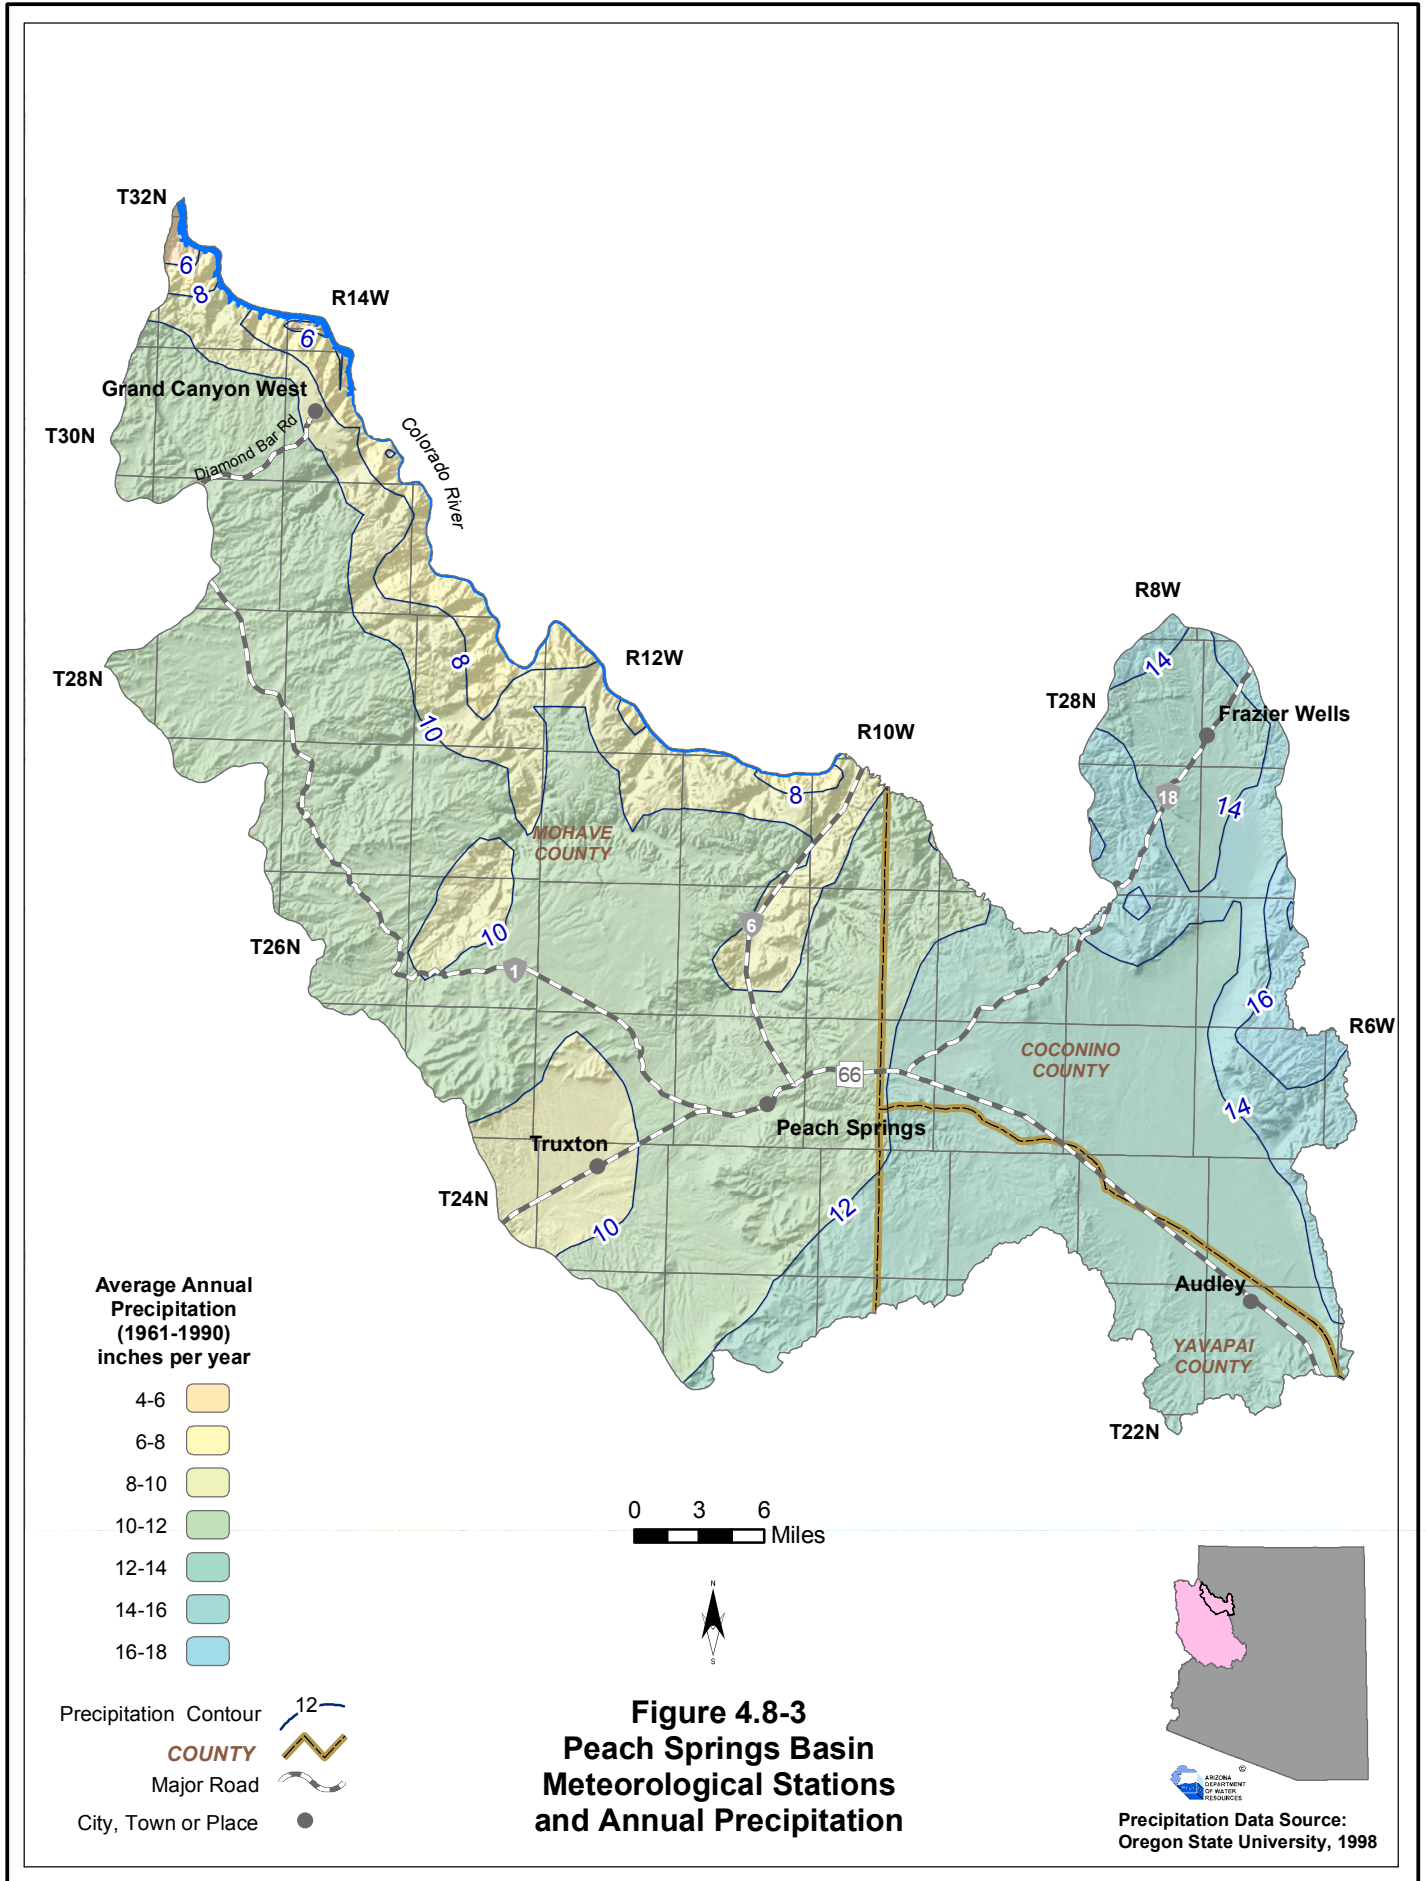 T32N
6
8
R14W
6
Grand Canyon West
T30N
Diamond Bar Rd
Colorado River
R8W
R12W
8
14
T28N
T28N
Frazier Wells
10
R10W
8
18
14
MOHAVE
COUNTY
6
10
T26N
1
16
R6W
COCONINO
COUNTY
66
14
Peach Springs
Truxton
T24N
12
10
Audley
YAVAPAI
COUNTY
T22N
Average Annual
Precipitation
(1961-1990)
inches per year
4-6
6-8
8-10
10-12
12-14
14-16
16-18
0 3 6
Miles
N
S
Precipitation Contour 12
COUNTY
Major Road
City, Town or Place
Figure 4.8-3
Peach Springs Basin
Meteorological Stations
and Annual Precipitation
©
ARIZONA
DEPARTMENT
OF WATER
RESOURCES
Precipitation Data Source:
Oregon State University, 1998